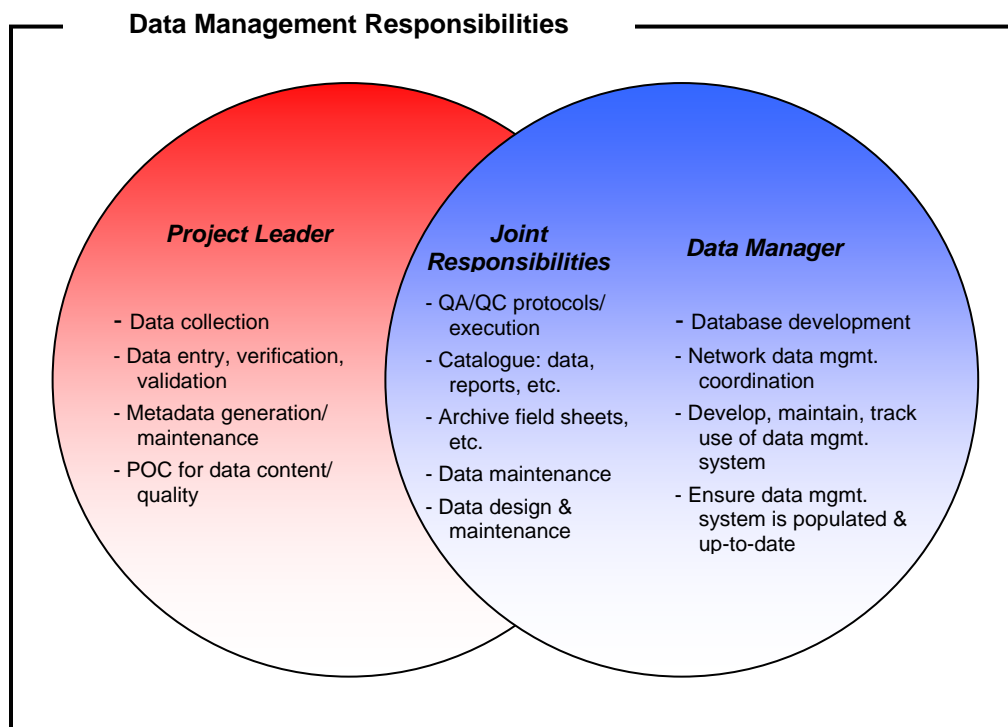 Data Management Responsibilities
Project Leader
- Data collection
- Data entry, verification,
validation
- Metadata generation/
maintenance
- POC for data content/
quality
Joint
Responsibilities
- QA/QC protocols/
execution
- Catalogue: data,
reports, etc.
- Archive field sheets,
etc.
- Data maintenance
- Data design &
maintenance
Data Manager
- Database development
- Network data mgmt.
coordination
- Develop, maintain, track
use of data mgmt.
system
- Ensure data mgmt.
system is populated &
up-to-date